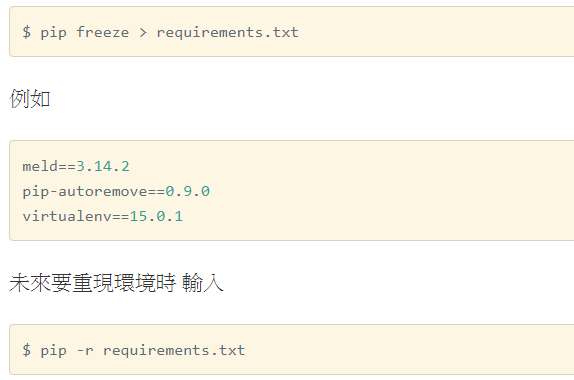 $ pip freeze > requirements.txt
例如
meld==3.14.2
pip-autoremove==0.9.0
virtualenv==15.0.1
未來要重現環境時 輸入
$ pip -r requirements.txt